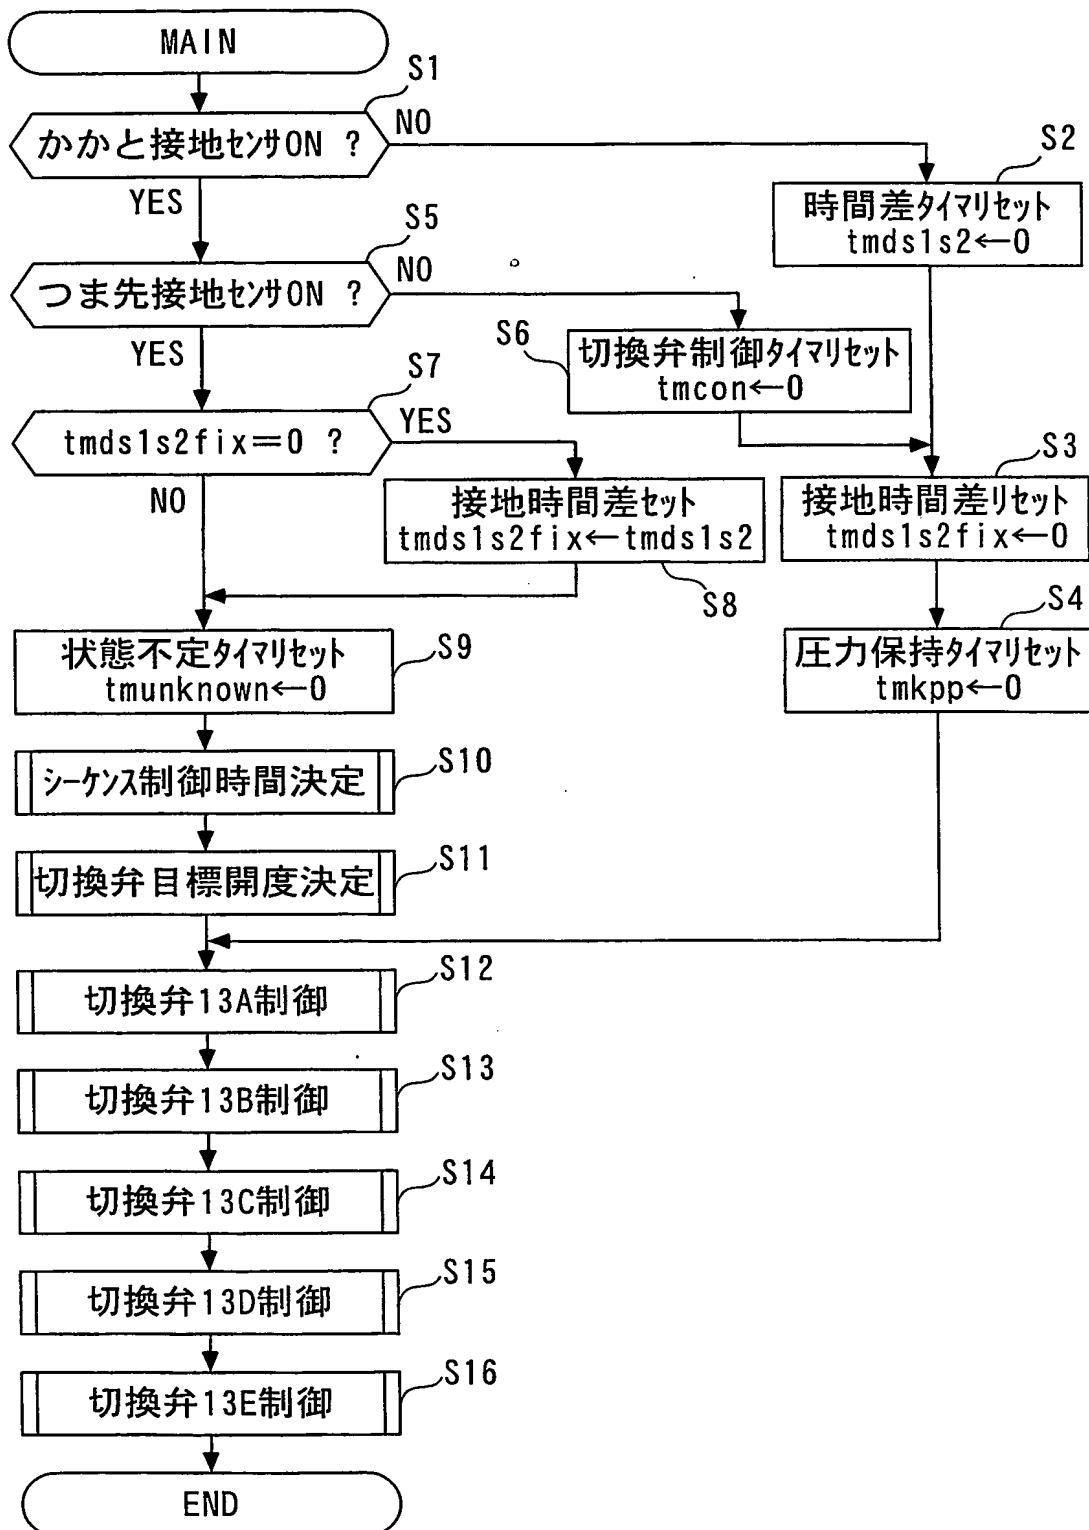 MAIN
S1
かかと接地センサON ?
NO
YES
S2
時間差タイマリセット
tmds1s2←0
S5
つま先接地センサON ?
NO
YES
S6
切換弁制御タイマリセット
tmcon←0
S7
tmds1s2fix=0 ?
YES
NO
S3
接地時間差リセット
tmds1s2fix←0
接地時間差セット
tmds1s2fix←tmds1s2
S8
S4
圧力保持タイマリセット
tmkpp←0
状態不定タイマリセット
tmunknown←0
S9
シーケンス制御時間決定
S10
切換弁目標開度決定
S11
切換弁13A制御
S12
切換弁13B制御
S13
切換弁13C制御
S14
切換弁13D制御
S15
切換弁13E制御
S16
END